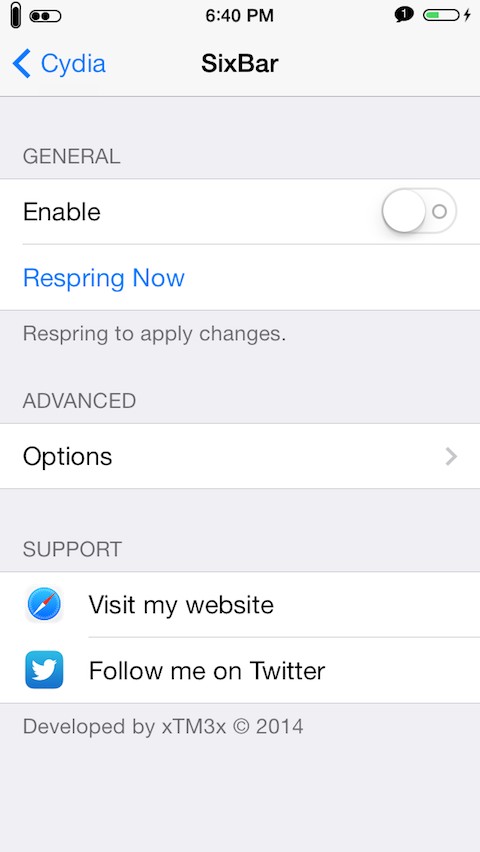 6:40 PM
1
Cydia
SixBar
GENERAL
Enable
Respring Now
Respring to apply changes.
ADVANCED
Options
SUPPORT
Visit my website
Follow me on Twitter
Developed by xTM3x © 2014